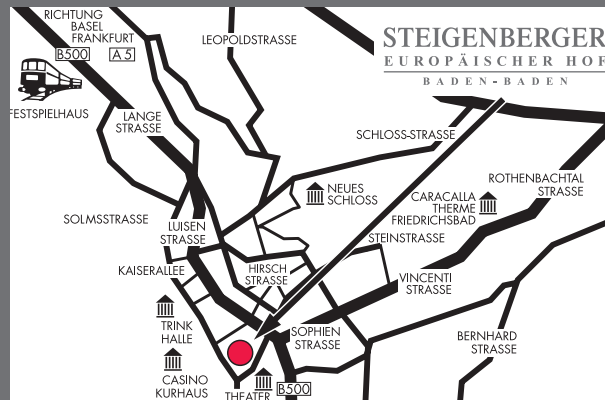 RICHTUNG
BASEL
FRANKFURT
B500 A 5
LEOPOLDSTRASSE
STEIGENBERGER
EUROPÄISCHER HOF
BADEN-BADEN
FESTSPIELHAUS
LANGE
STRASSE
SCHLOSS-STRASSE
ROTHENBACHTAL
STRASSE
NEUES
SCHLOSS
CARACALLA
THERME
FRIEDRICHSBAD
SOLMSSTRASSE
LUISEN
STRASSE
STEINSTRASSE
KAISERALLEE
HIRSCH
STRASSE
VINCENTI
STRASSE
TRINK
HALLE
SOPHIEN
STRASSE
BERNHARD
STRASSE
CASINO
KURHAUS
THEATER
B500